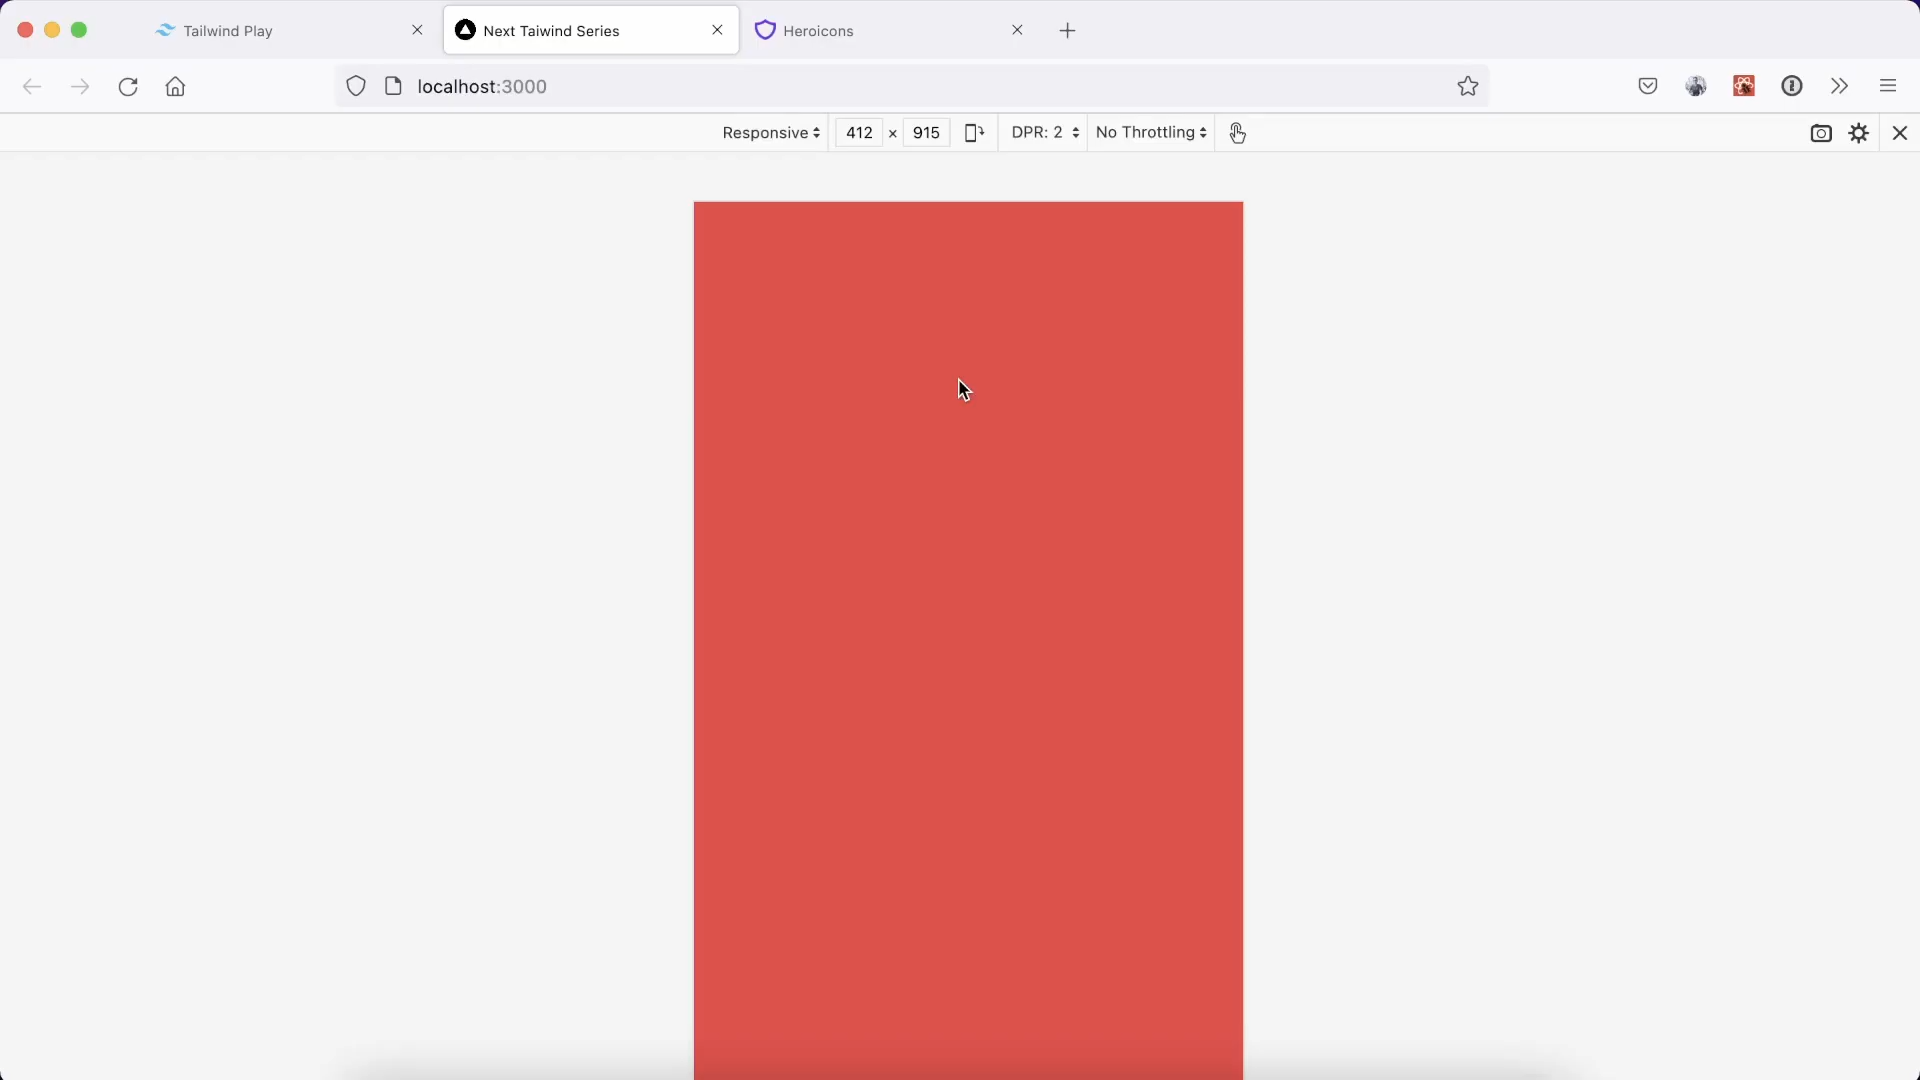 Tailwind Play
Next Taiwind Series
Heroicons
localhost:3000
Responsive 412 × 915 DPR: 2 No Throttling